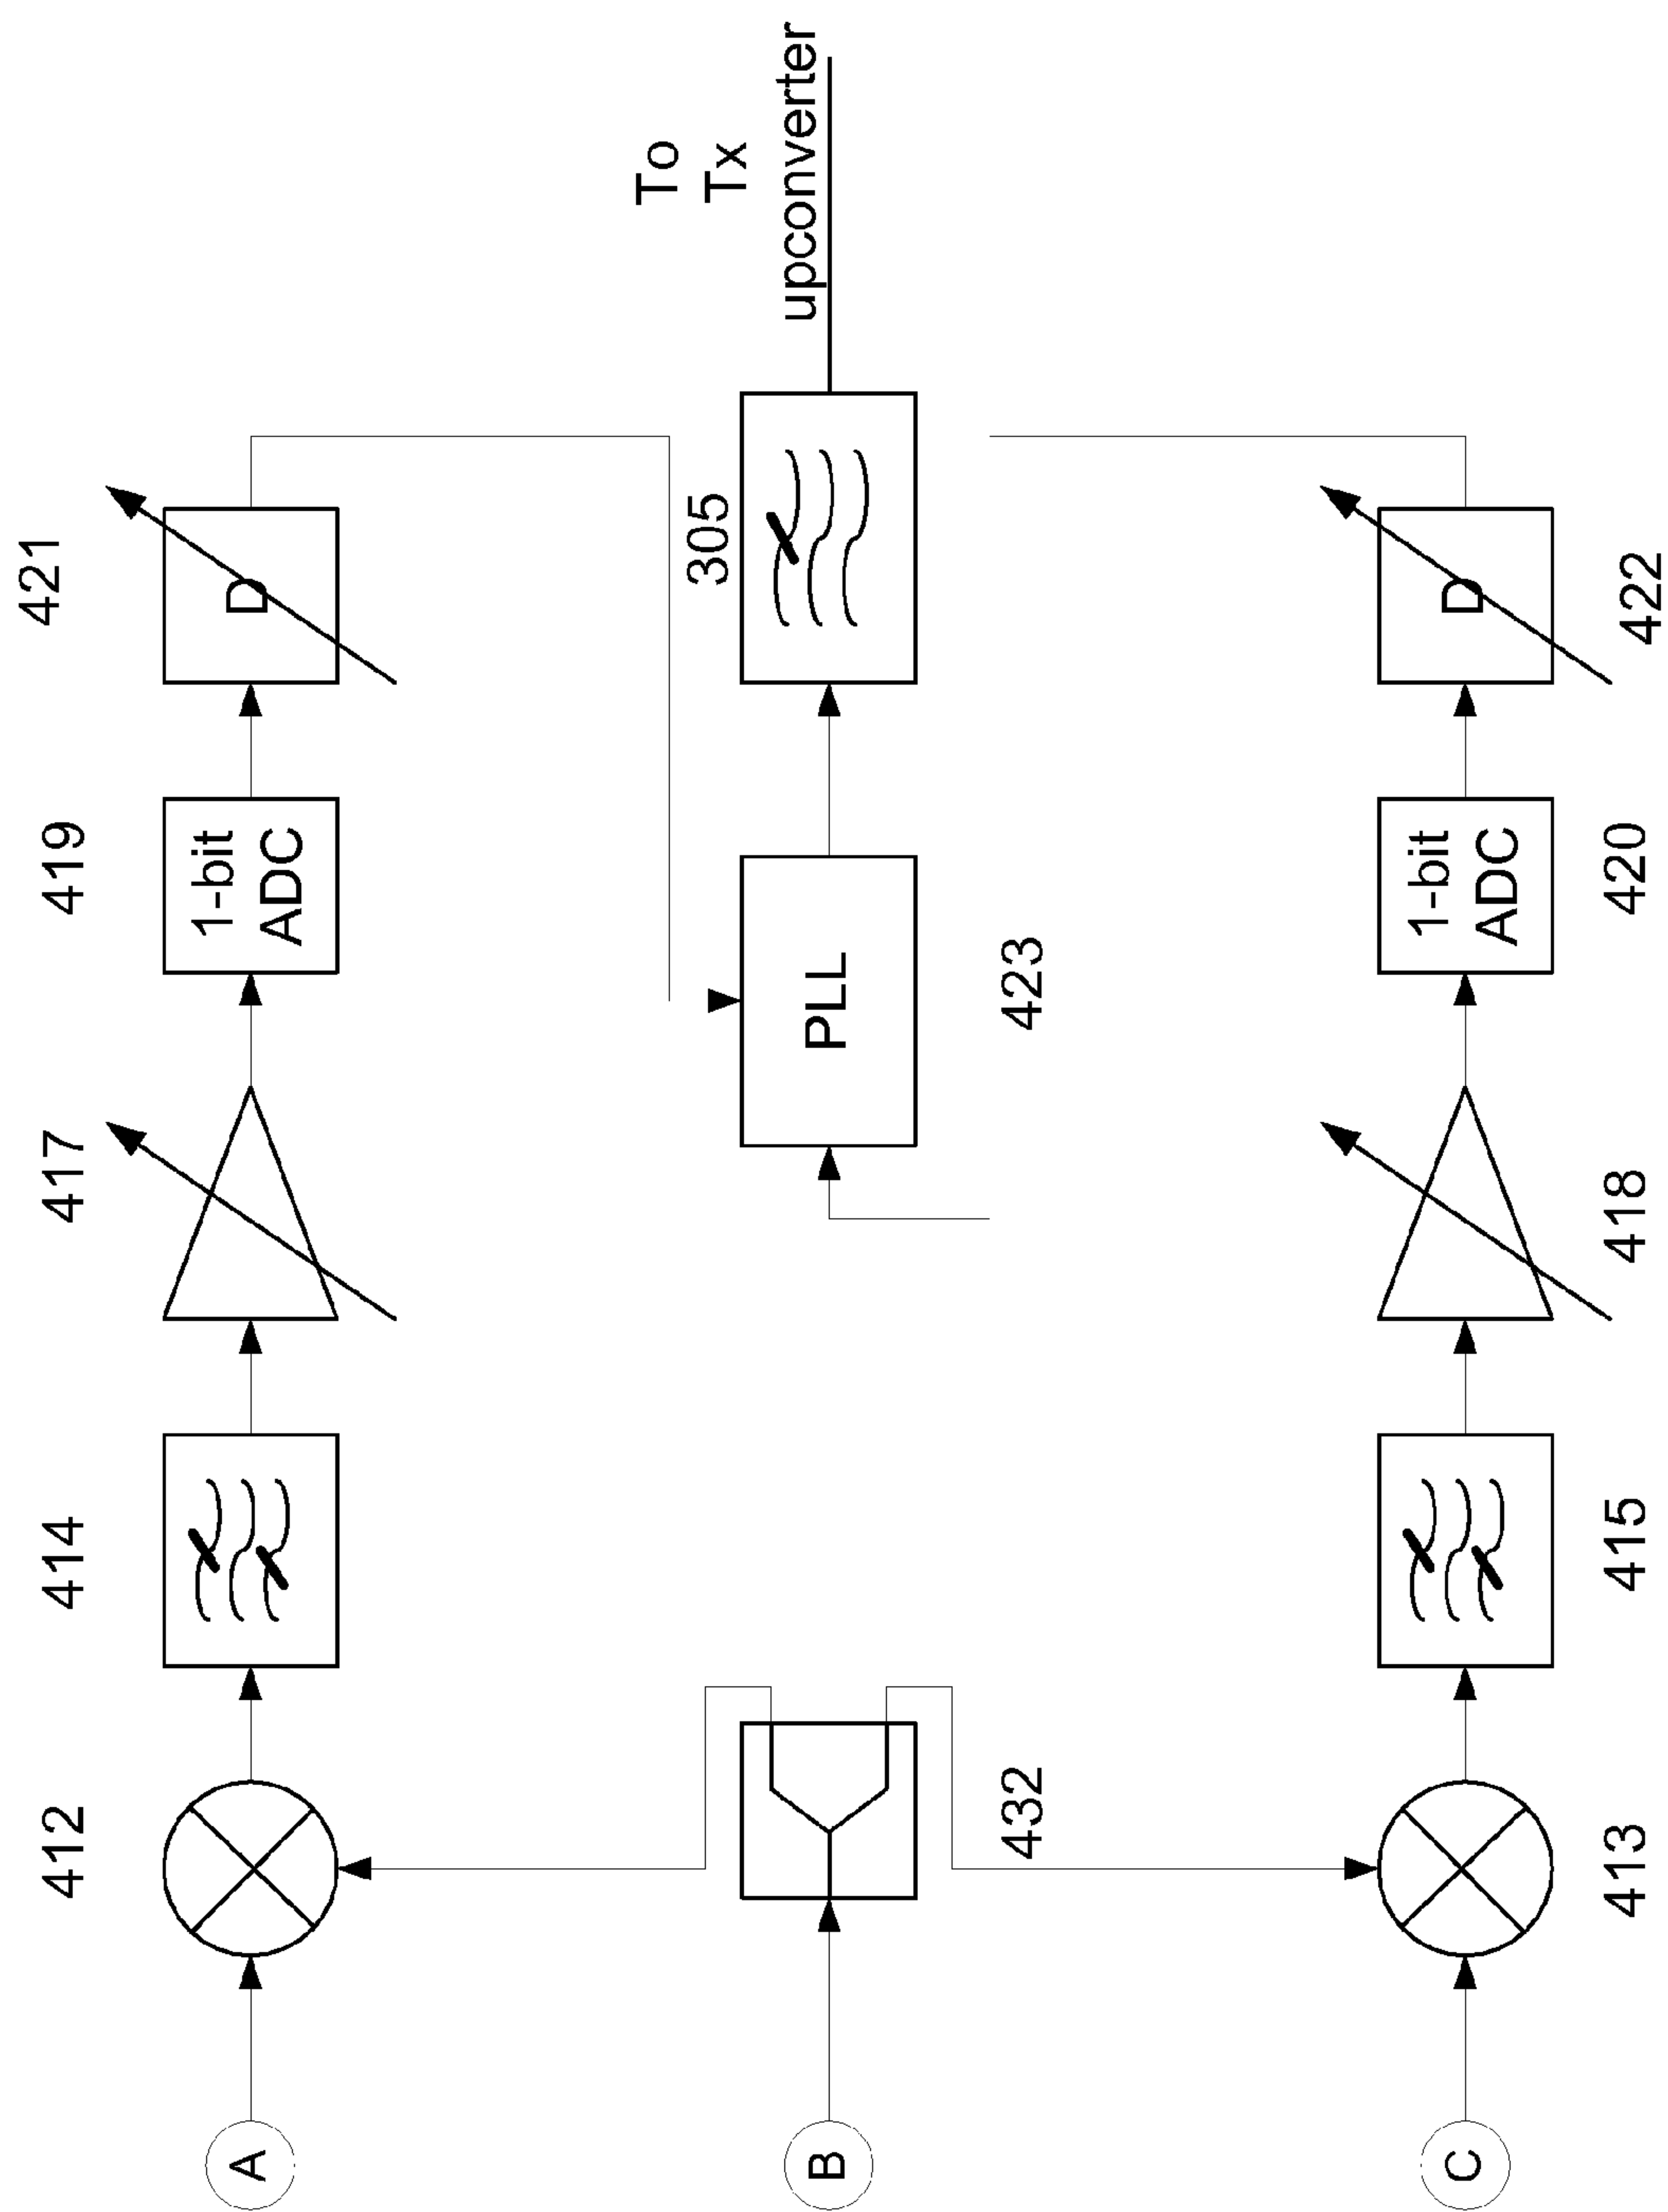 421
419
417
414
412
A
D
1-bit
ADC
To
Tx
upconverter
305
PLL
423
432
B
D
1-bit
ADC
422
420
418
415
413
C